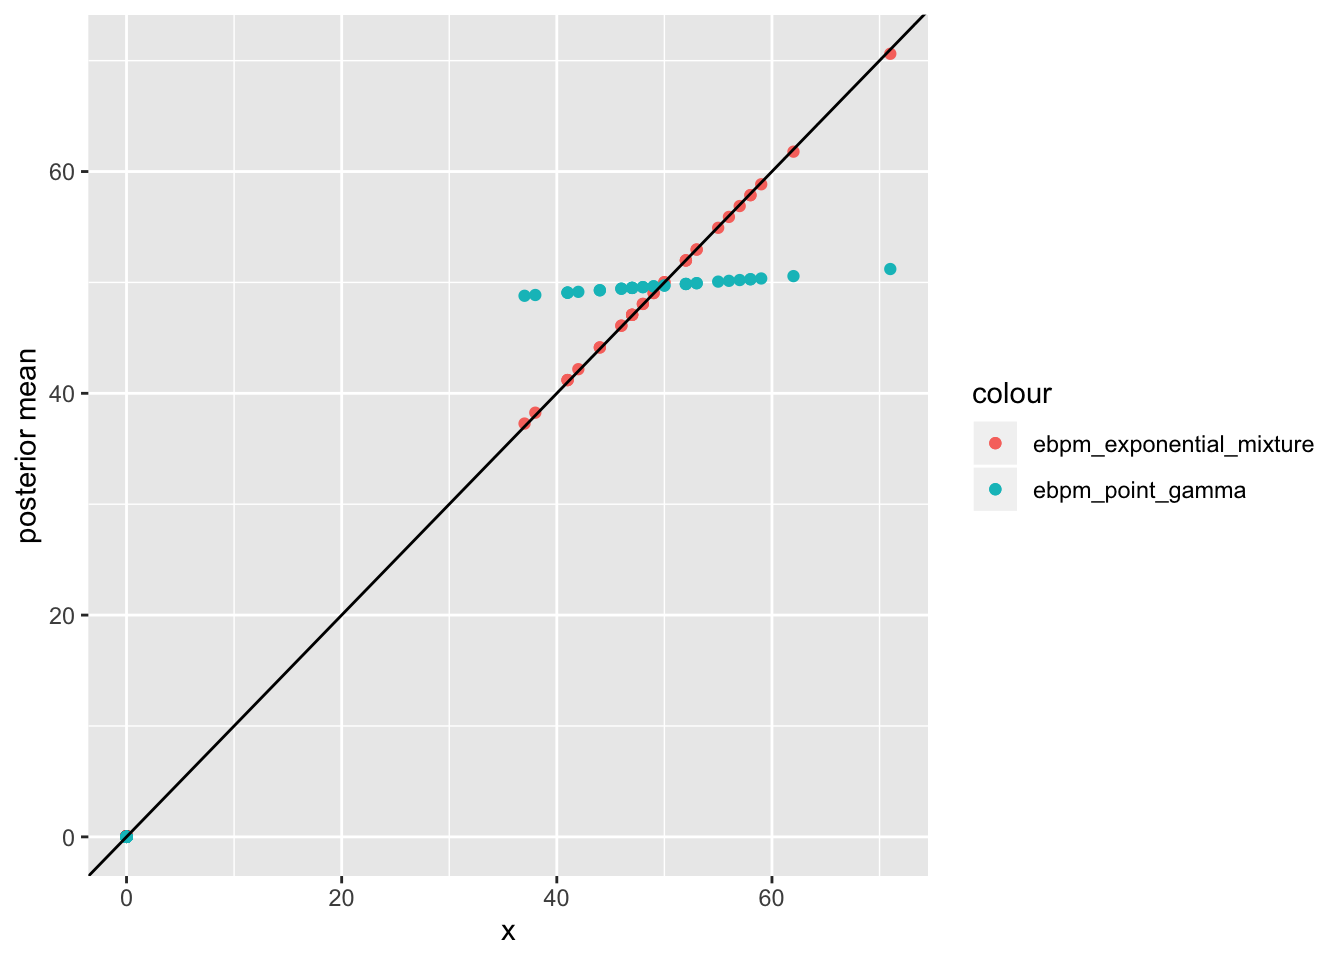 posterior mean
60
40
20
0
0 20 40 60
x
colour
ebpm_exponential_mixture
ebpm_point_gamma